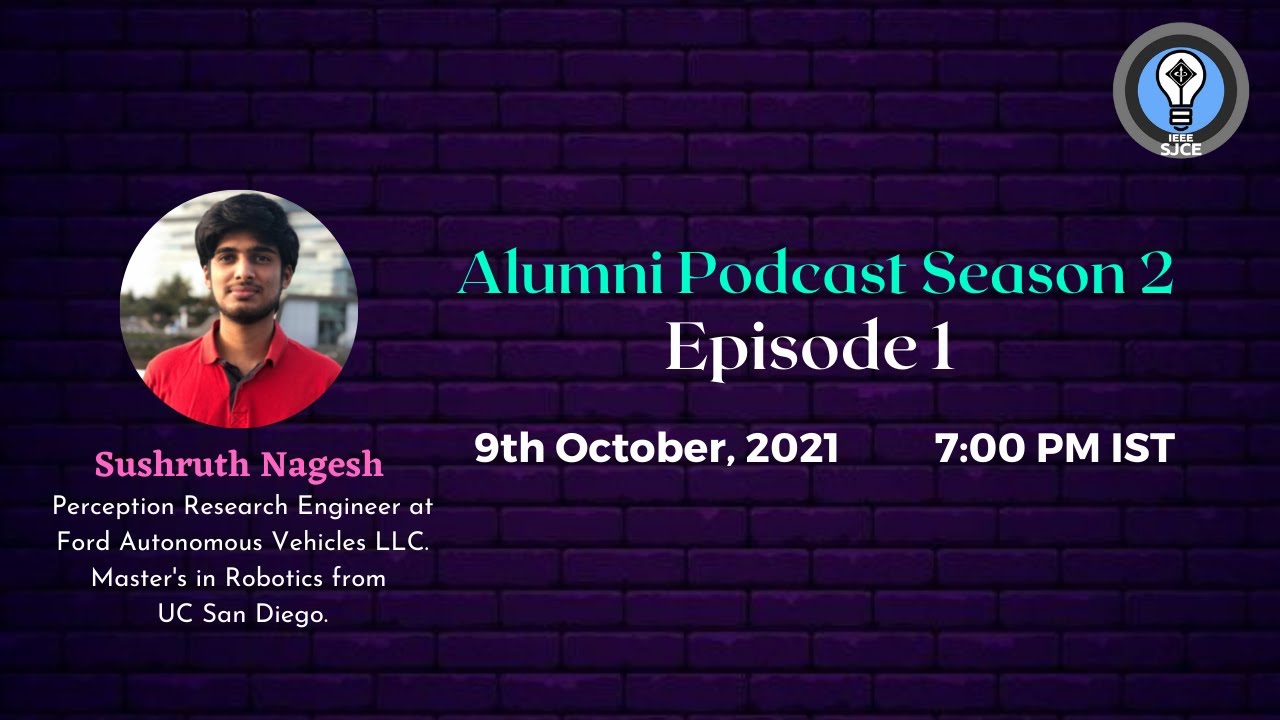 IEEE
SJCE
Alumni Podcast Season 2
Episode 1
9th October, 2021 7:00 PM IST
Sushruth Nagesh
Perception Research Engineer at
Ford Autonomous Vehicles LLC.
Master's in Robotics from
UC San Diego.